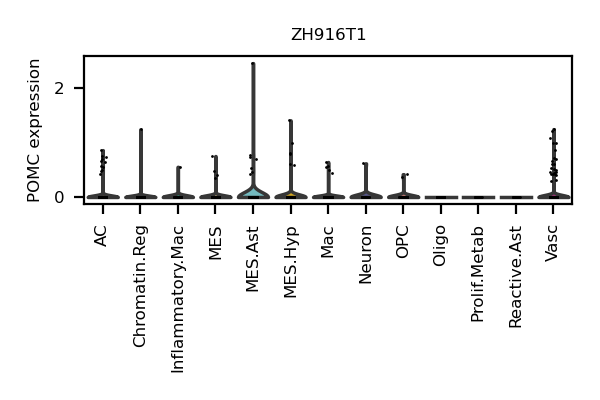 ZH916T1
POMC expression
2
0
AC
Chromatin.Reg
Inflammatory.Mac
MES
MES.Ast
MES.Hyp
Mac
Neuron
OPC
Oligo
Prolif.Metab
Reactive.Ast
Vasc